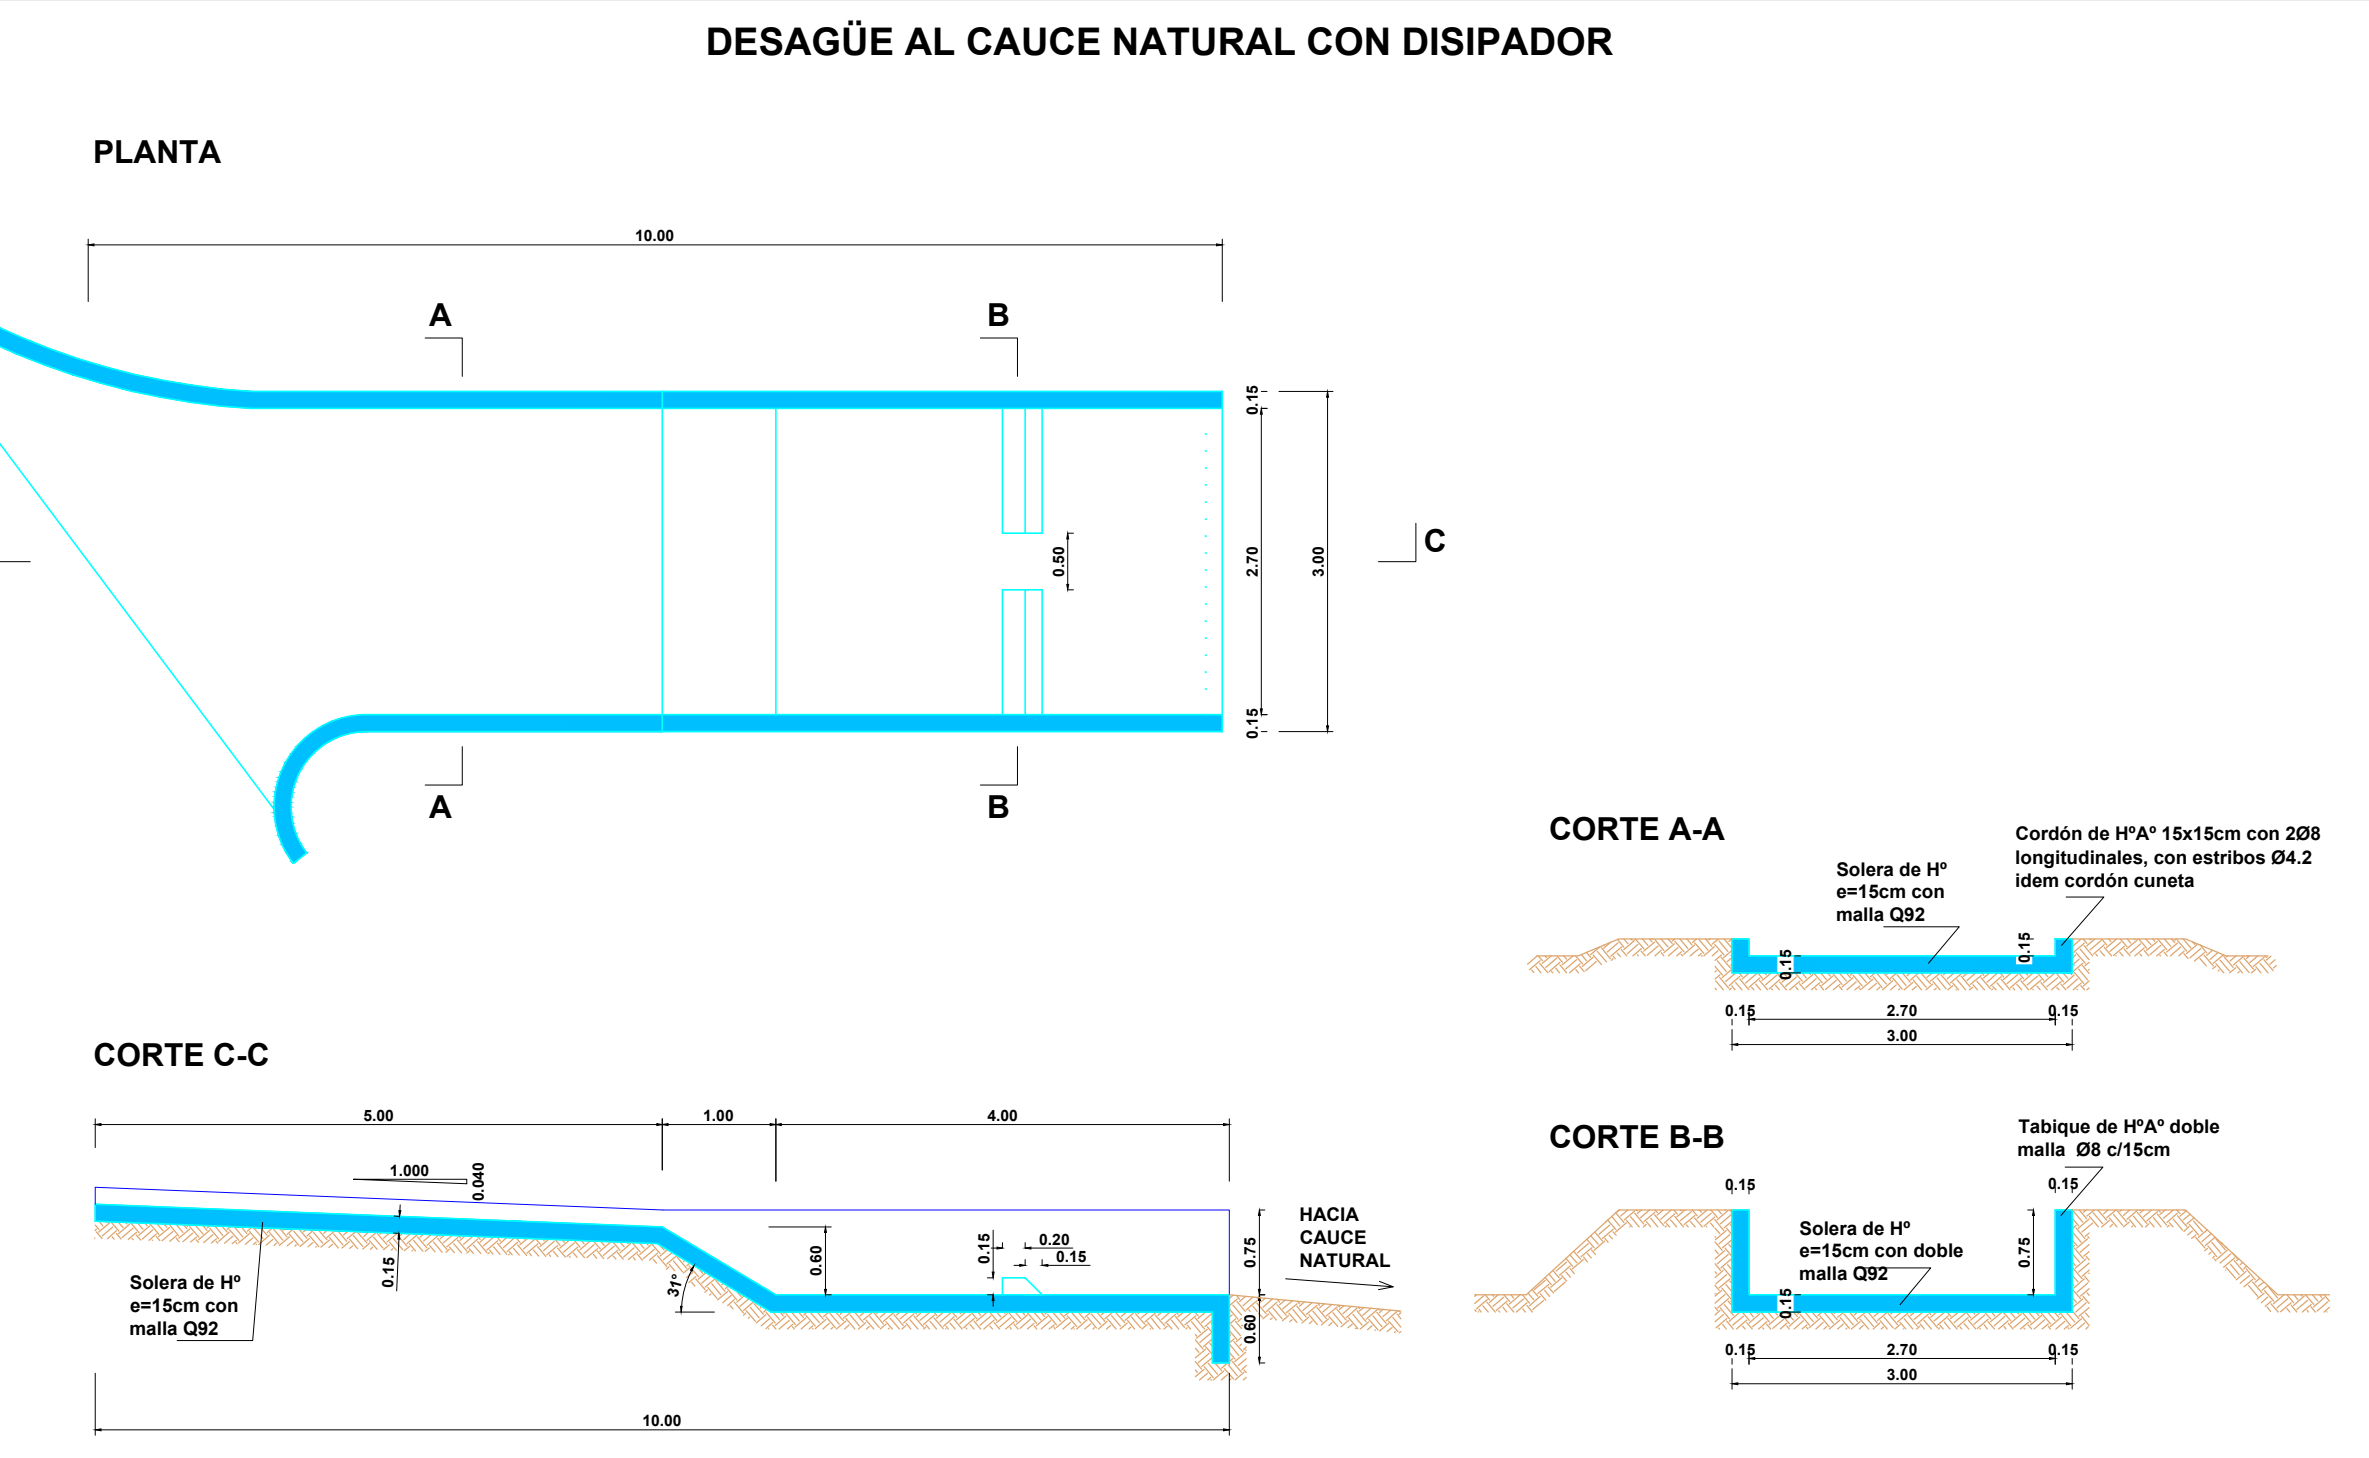 DESAGÜE AL CAUCE NATURAL CON DISIPADOR
PLANTA
10.00
A
B
0.15
0.50
2.70
3.00
C
0.15
A
B
CORTE A-A
Cordón de HºAº 15x15cm con 2Ø8
longitudinales, con estribos Ø4.2
idem cordón cuneta
Solera de Hº
e=15cm con
malla Q92
0.15
0.15
0.15
2.70
0.15
3.00
CORTE C-C
5.00
1.00
4.00
1.000
0.040
0.15
Solera de Hº
e=15cm con
malla Q92
31°
0.60
0.15
0.20
0.15
0.75
0.60
HACIA
CAUCE
NATURAL
10.00
CORTE B-B
Tabique de HºAº doble
malla Ø8 c/15cm
0.15
0.15
Solera de Hº
e=15cm con doble
malla Q92
0.75
0.15
0.15
2.70
0.15
3.00